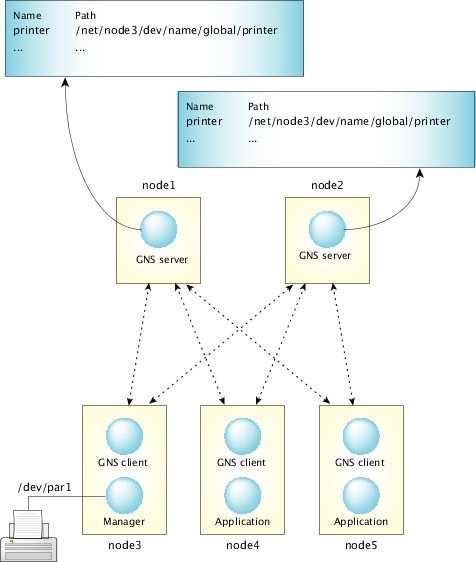 Name Path
printer /net/node3/dev/name/global/printer
... ...
Name Path
printer /net/node3/dev/name/global/printer
... ...
node1 node2
GNS server GNS server
GNS client GNS client GNS client
/dev/par1
Manager Application Application
node3 node4 node5